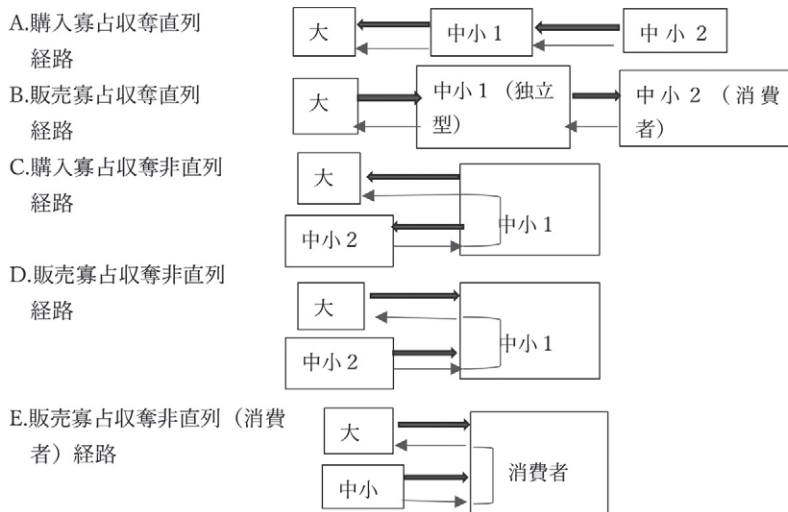 A.購入寡占収奪直列
経路
大
中小1
中小2
B.販売寡占収奪直列
経路
大
中小1（独立
型）
中小2（消費
者）
C.購入寡占収奪非直列
経路
大
中小1
中小2
D.販売寡占収奪非直列
経路
大
中小1
中小2
E.販売寡占収奪非直列（消費
者）経路
大
消費者
中小